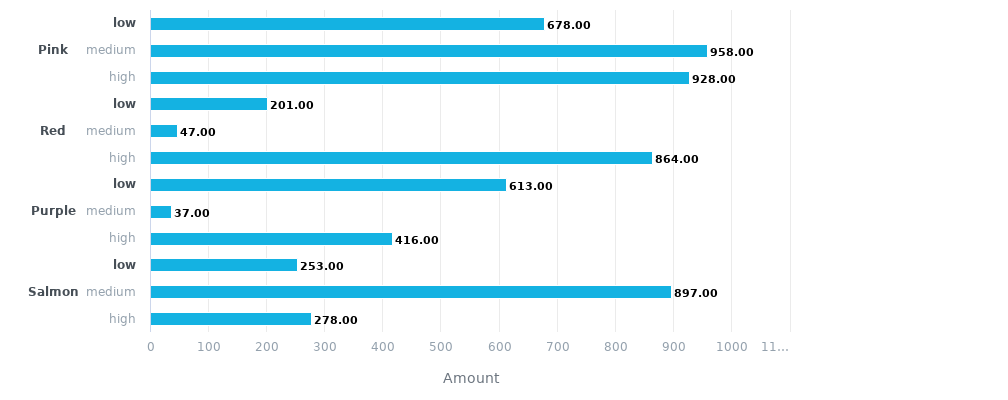 low 678.00
Pink medium 958.00
high 928.00
low 201.00
Red medium 47.00
high 864.00
low 613.00
Purple medium 37.00
high 416.00
low 253.00
Salmon medium 897.00
high 278.00
0 100 200 300 400 500 600 700 800 900 1000 11...
Amount